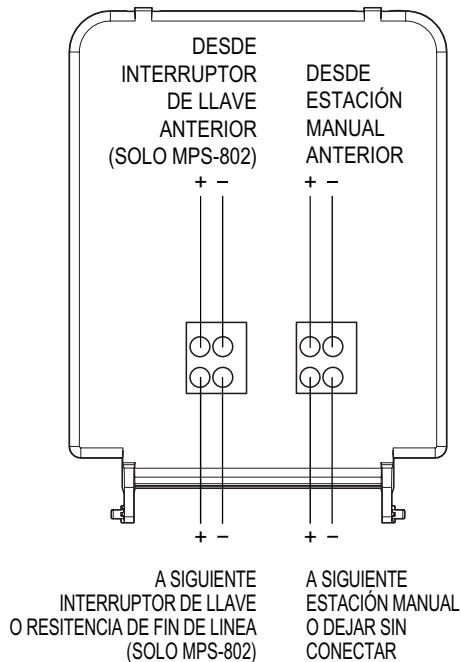 DESDE
INTERRUPTOR
DE LLAVE
ANTERIOR
(SOLO MPS-802)
+ −
DESDE
ESTACIÓN
MANUAL
ANTERIOR
+ −
+ −
A SIGUIENTE
INTERRUPTOR DE LLAVE
O RESITENCIA DE FIN DE LINEA
(SOLO MPS-802)
+ −
A SIGUIENTE
ESTACIÓN MANUAL
O DEJAR SIN
CONECTAR